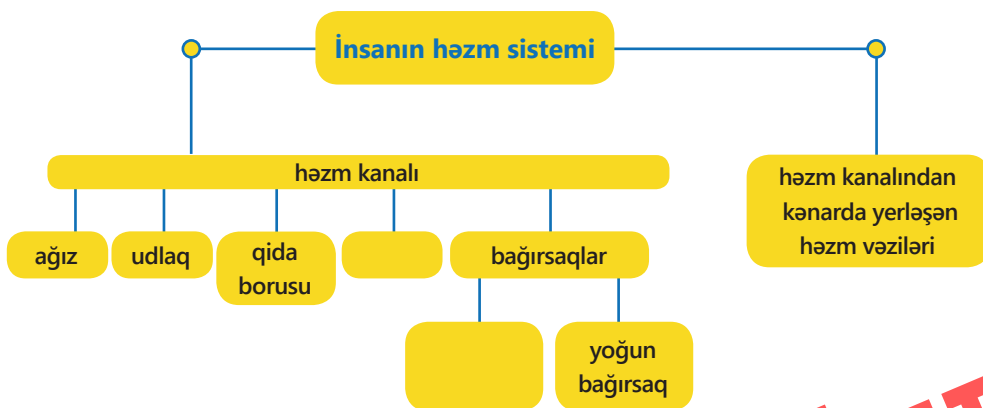 İnsanın həzm sistemi
həzm kanalı
həzm kanalından
kənarda yerləşən
həzm vəziləri
ağız
udlaq
qida
borusu
bağırsaqlar
yoğun
bağırsaq